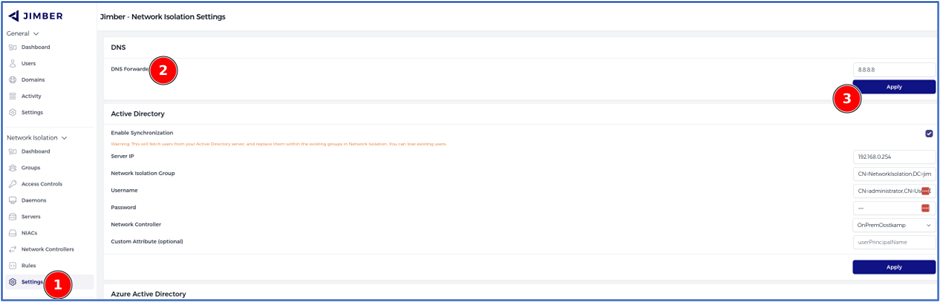 JIMBER
Jimber - Network Isolation Settings
General
Dashboard
Users
Domains
Activity
Settings
Network Isolation
Dashboard
Groups
Access Controls
Daemons
Servers
NIACs
Network Controllers
Rules
Settings
1
DNS
DNS Forwarde
2
8.8.8.8
Apply
3
Active Directory
Enable Synchronization
Warning: This will fetch users from your Active Directory server, and replace them within the existing groups in Network Isolation. You can lose existing users.
Server IP
192.168.0.254
Network Isolation Group
CN=NetworkIsolation,DC=jim
Username
CN=administrator,CN=Us
Password
Network Controller
OnPremOostkamp
Custom Attribute (optional)
userPrincipalName
Apply
Azure Active Directory